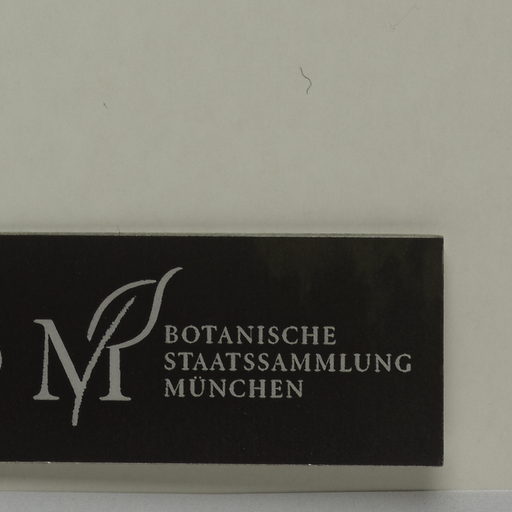 M
BOTANISCHE
STAATSSAMMLUNG
MÜNCHEN